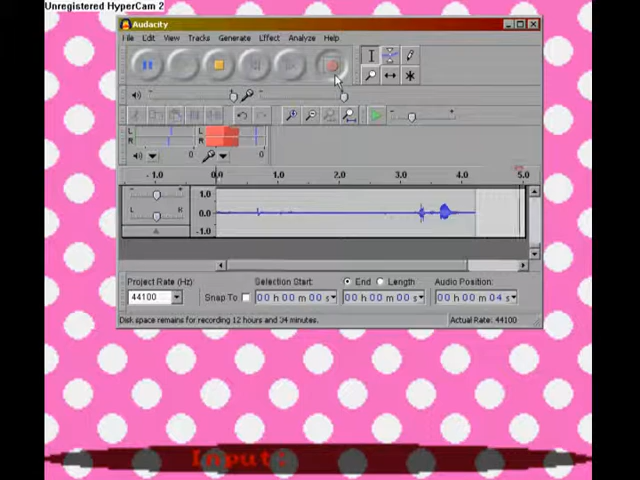 Unregistered HyperCam 2
Audacity
File Edit View Tracks Generate Effect Analyze Help
L
R
L
R
0
0
- 1.0 0.0 1.0 2.0 3.0 4.0 5.0
- +
L R
1.0
0.0
-1.0
Project Rate (Hz)
44100
Snap To
Selection Start:
00 h 00 m 00 s
End
Length
00 h 00 m 00 s
Audio Position:
00 h 00 m 04 s
Disk space remains for recording 12 hours and 34 minutes.
Actual Rate: 44100
Input: